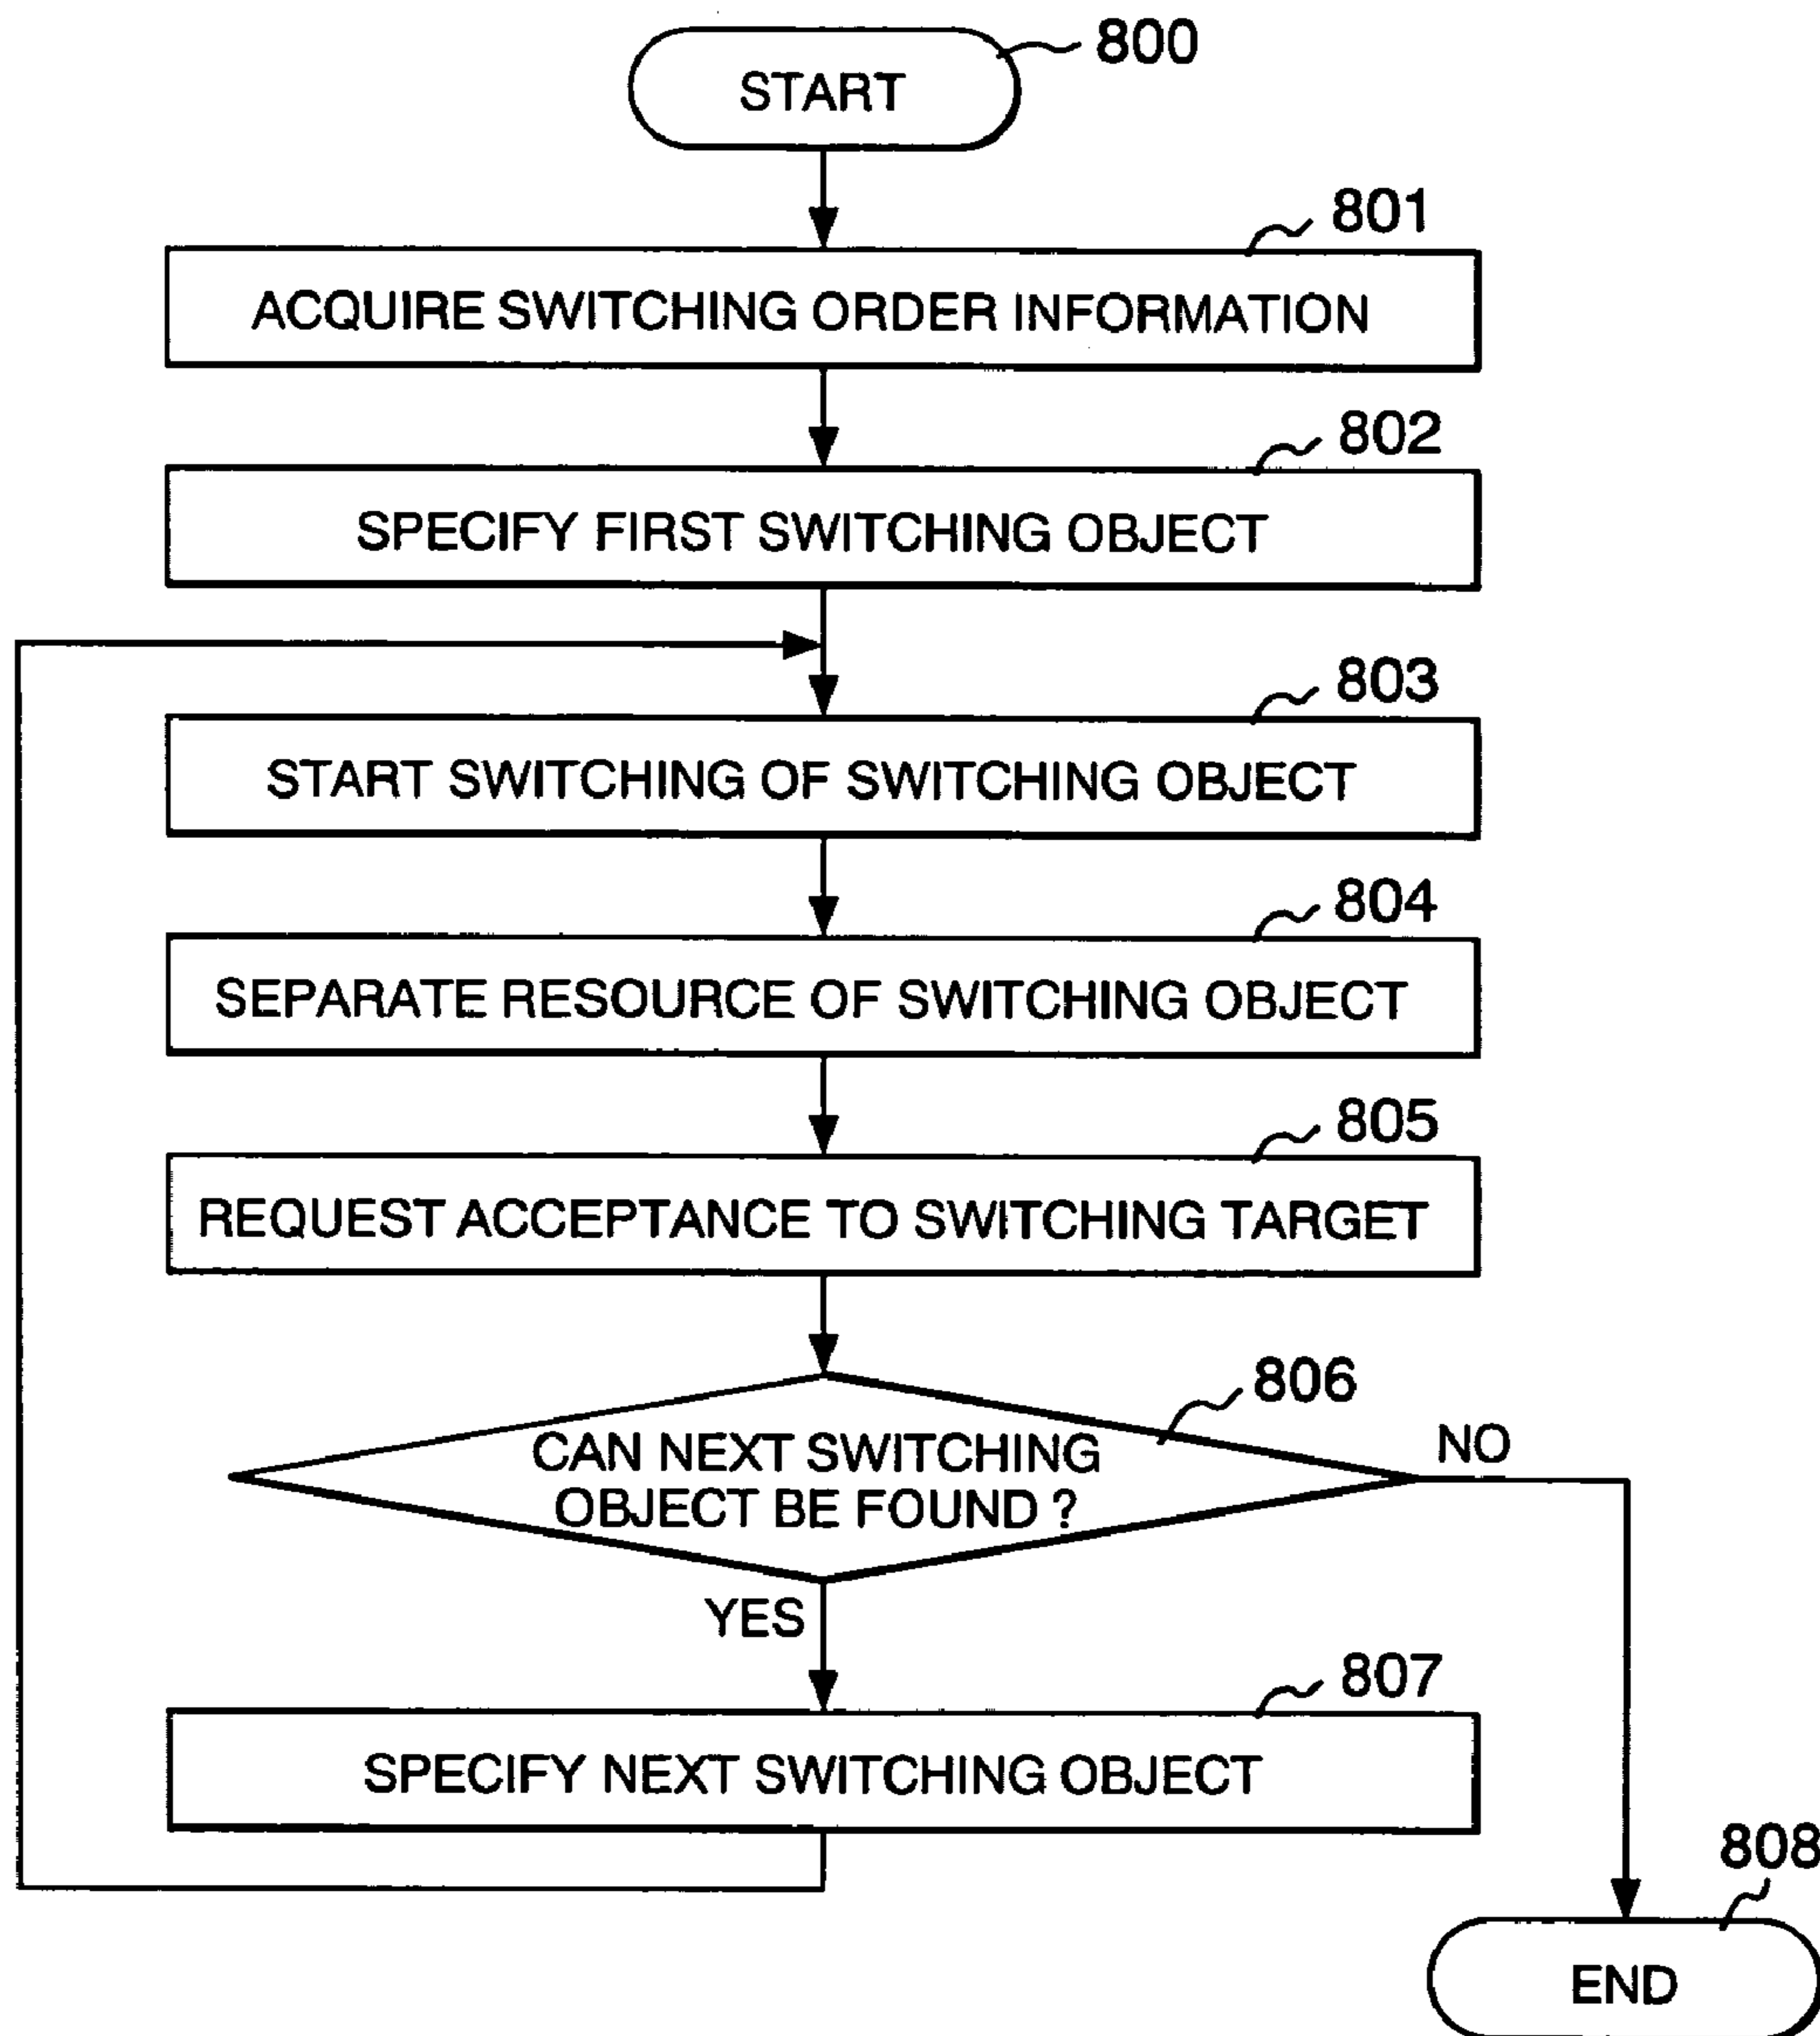 800
START
801
ACQUIRE SWITCHING ORDER INFORMATION
802
SPECIFY FIRST SWITCHING OBJECT
803
START SWITCHING OF SWITCHING OBJECT
804
SEPARATE RESOURCE OF SWITCHING OBJECT
805
REQUEST ACCEPTANCE TO SWITCHING TARGET
806
CAN NEXT SWITCHING
OBJECT BE FOUND ?
NO
YES
807
SPECIFY NEXT SWITCHING OBJECT
808
END